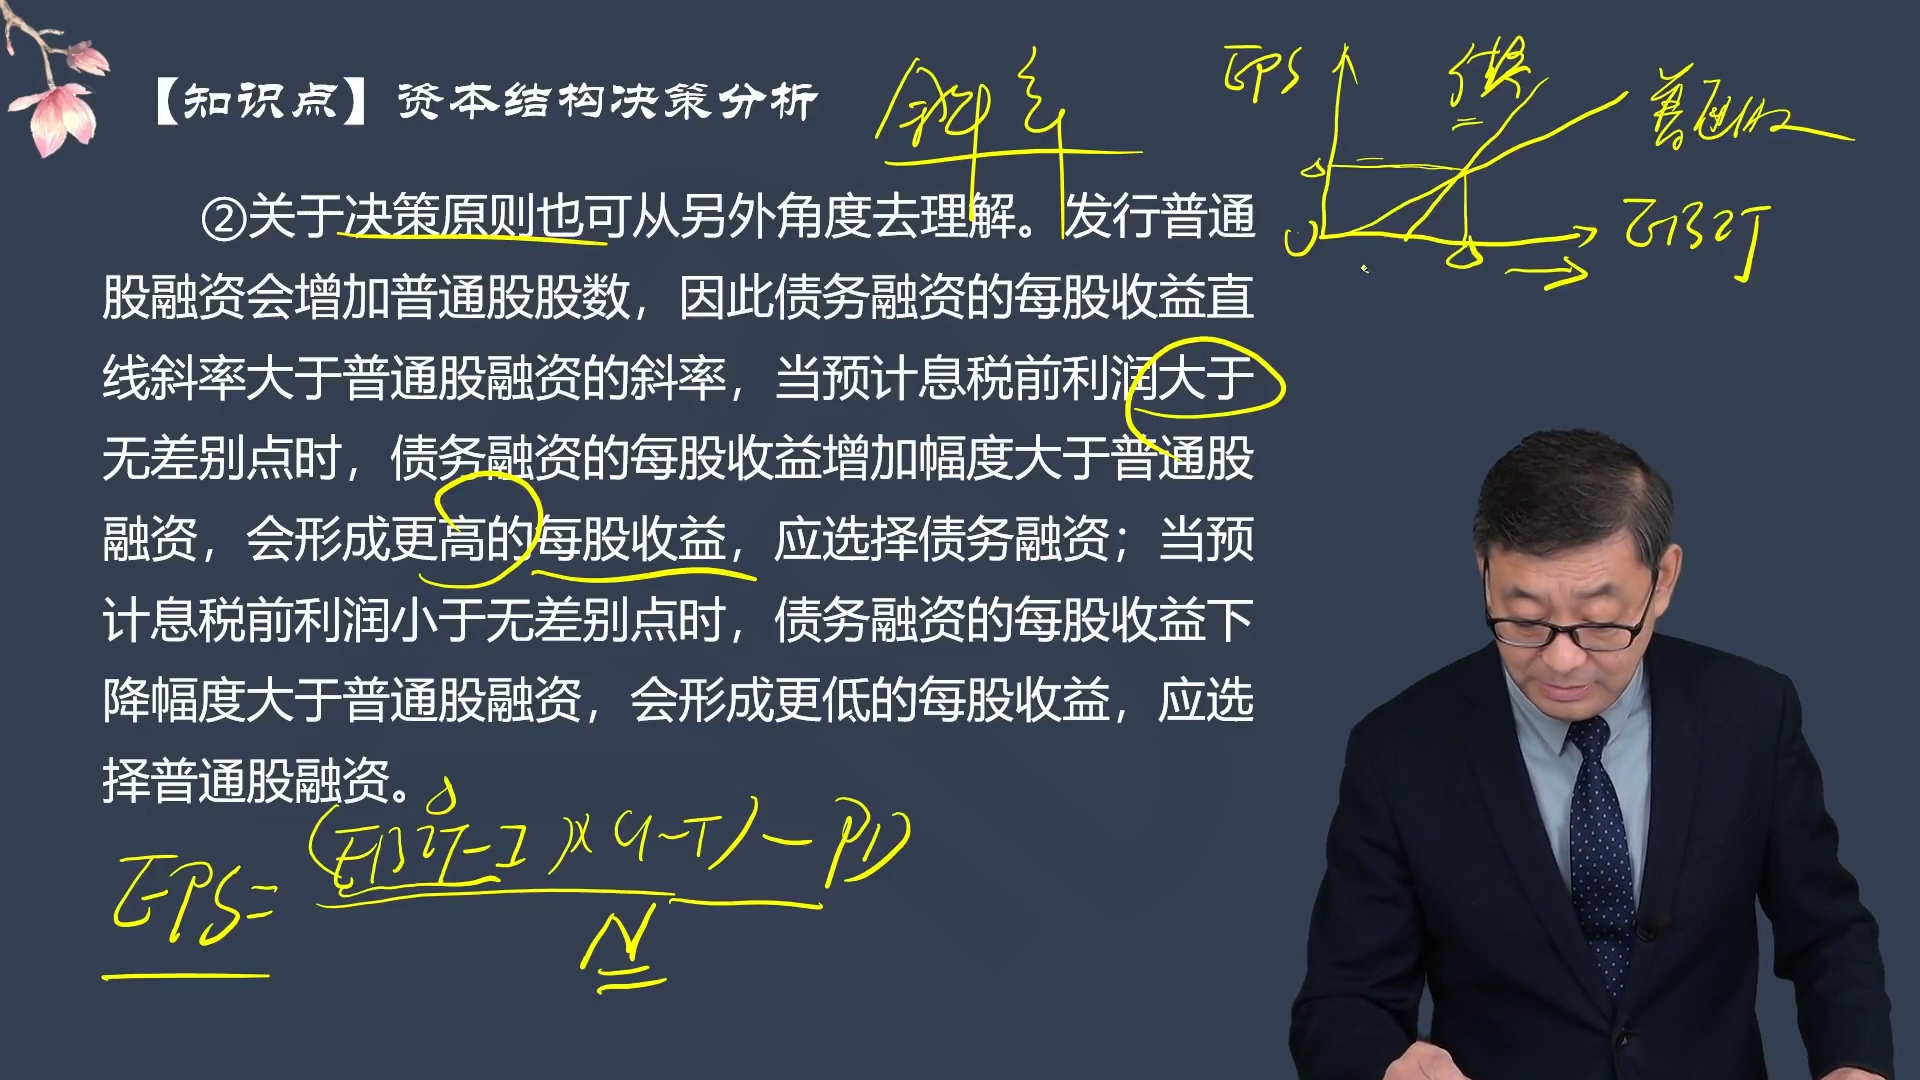 【知识点】资本结构决策分析
斜率
EPS
债
普通股
EBIT
②关于决策原则也可从另外角度去理解。发行普通
股融资会增加普通股股数，因此债务融资的每股收益直
线斜率大于普通股融资的斜率，当预计息税前利润大于
无差别点时，债务融资的每股收益增加幅度大于普通股
融资，会形成更高的每股收益，应选择债务融资；当预
计息税前利润小于无差别点时，债务融资的每股收益下
降幅度大于普通股融资，会形成更低的每股收益，应选
择普通股融资。
EPS=
(EBIT-I)×(1-T)-PD
N